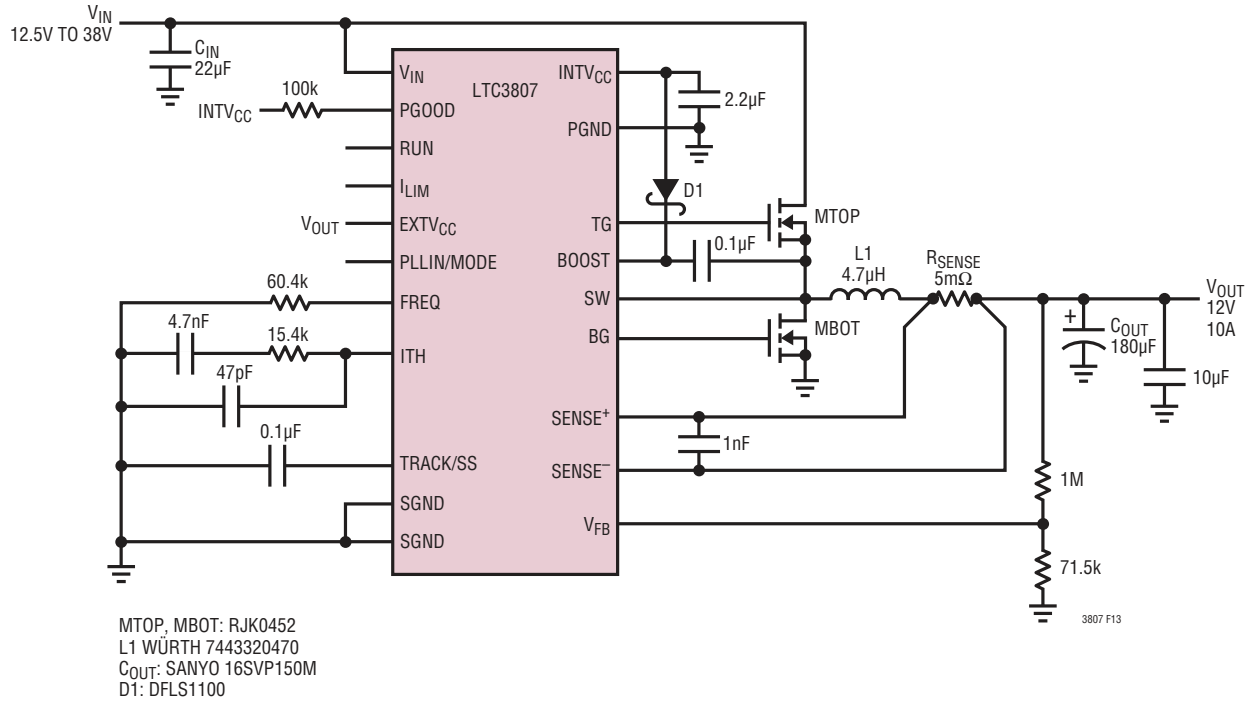 VIN
12.5V TO 38V
CIN
22µF
100k
INTVCC
VIN
PGOOD
RUN
ILIM
VOUT
EXTVCC
PLLIN/MODE
60.4k
FREQ
4.7nF
15.4k
ITH
47pF
0.1µF
TRACK/SS
SGND
SGND
LTC3807
INTVCC
2.2µF
PGND
D1
TG
MTOP
0.1µF
BOOST
SW
L1
4.7µH
RSENSE
5mΩ
BG
MBOT
VOUT
12V
10A
+
COUT
180µF
10µF
SENSE+
1nF
SENSE–
1M
VFB
71.5k
3807 F13
MTOP, MBOT: RJK0452
L1 WÜRTH 7443320470
COUT: SANYO 16SVP150M
D1: DFLS1100